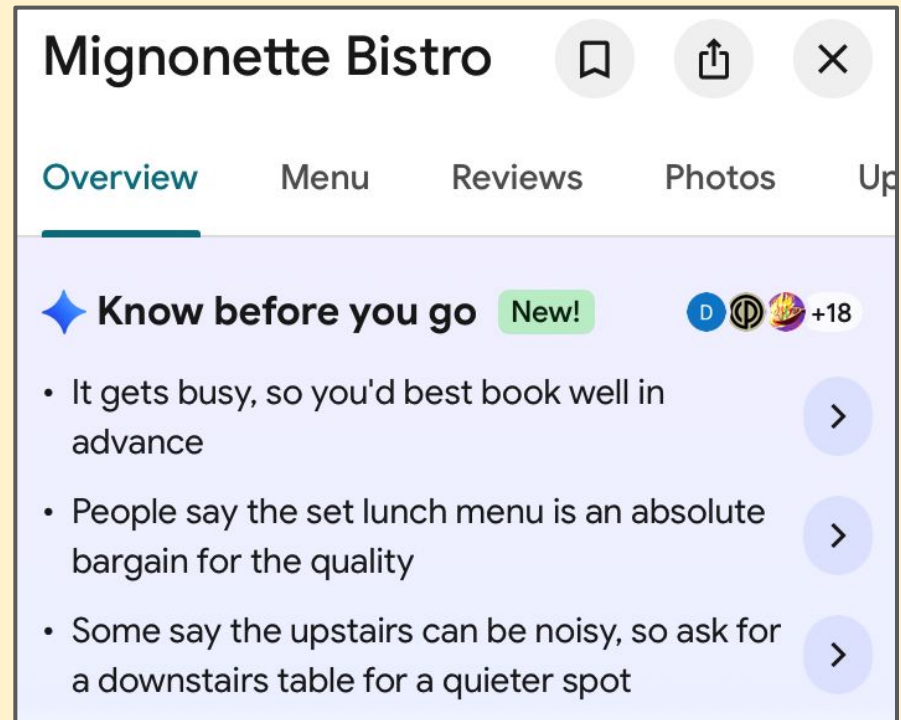 Mignonette Bistro
Overview Menu Reviews Photos Up
Know before you go New! D +18
• It gets busy, so you'd best book well in
advance
• People say the set lunch menu is an absolute
bargain for the quality
• Some say the upstairs can be noisy, so ask for
a downstairs table for a quieter spot